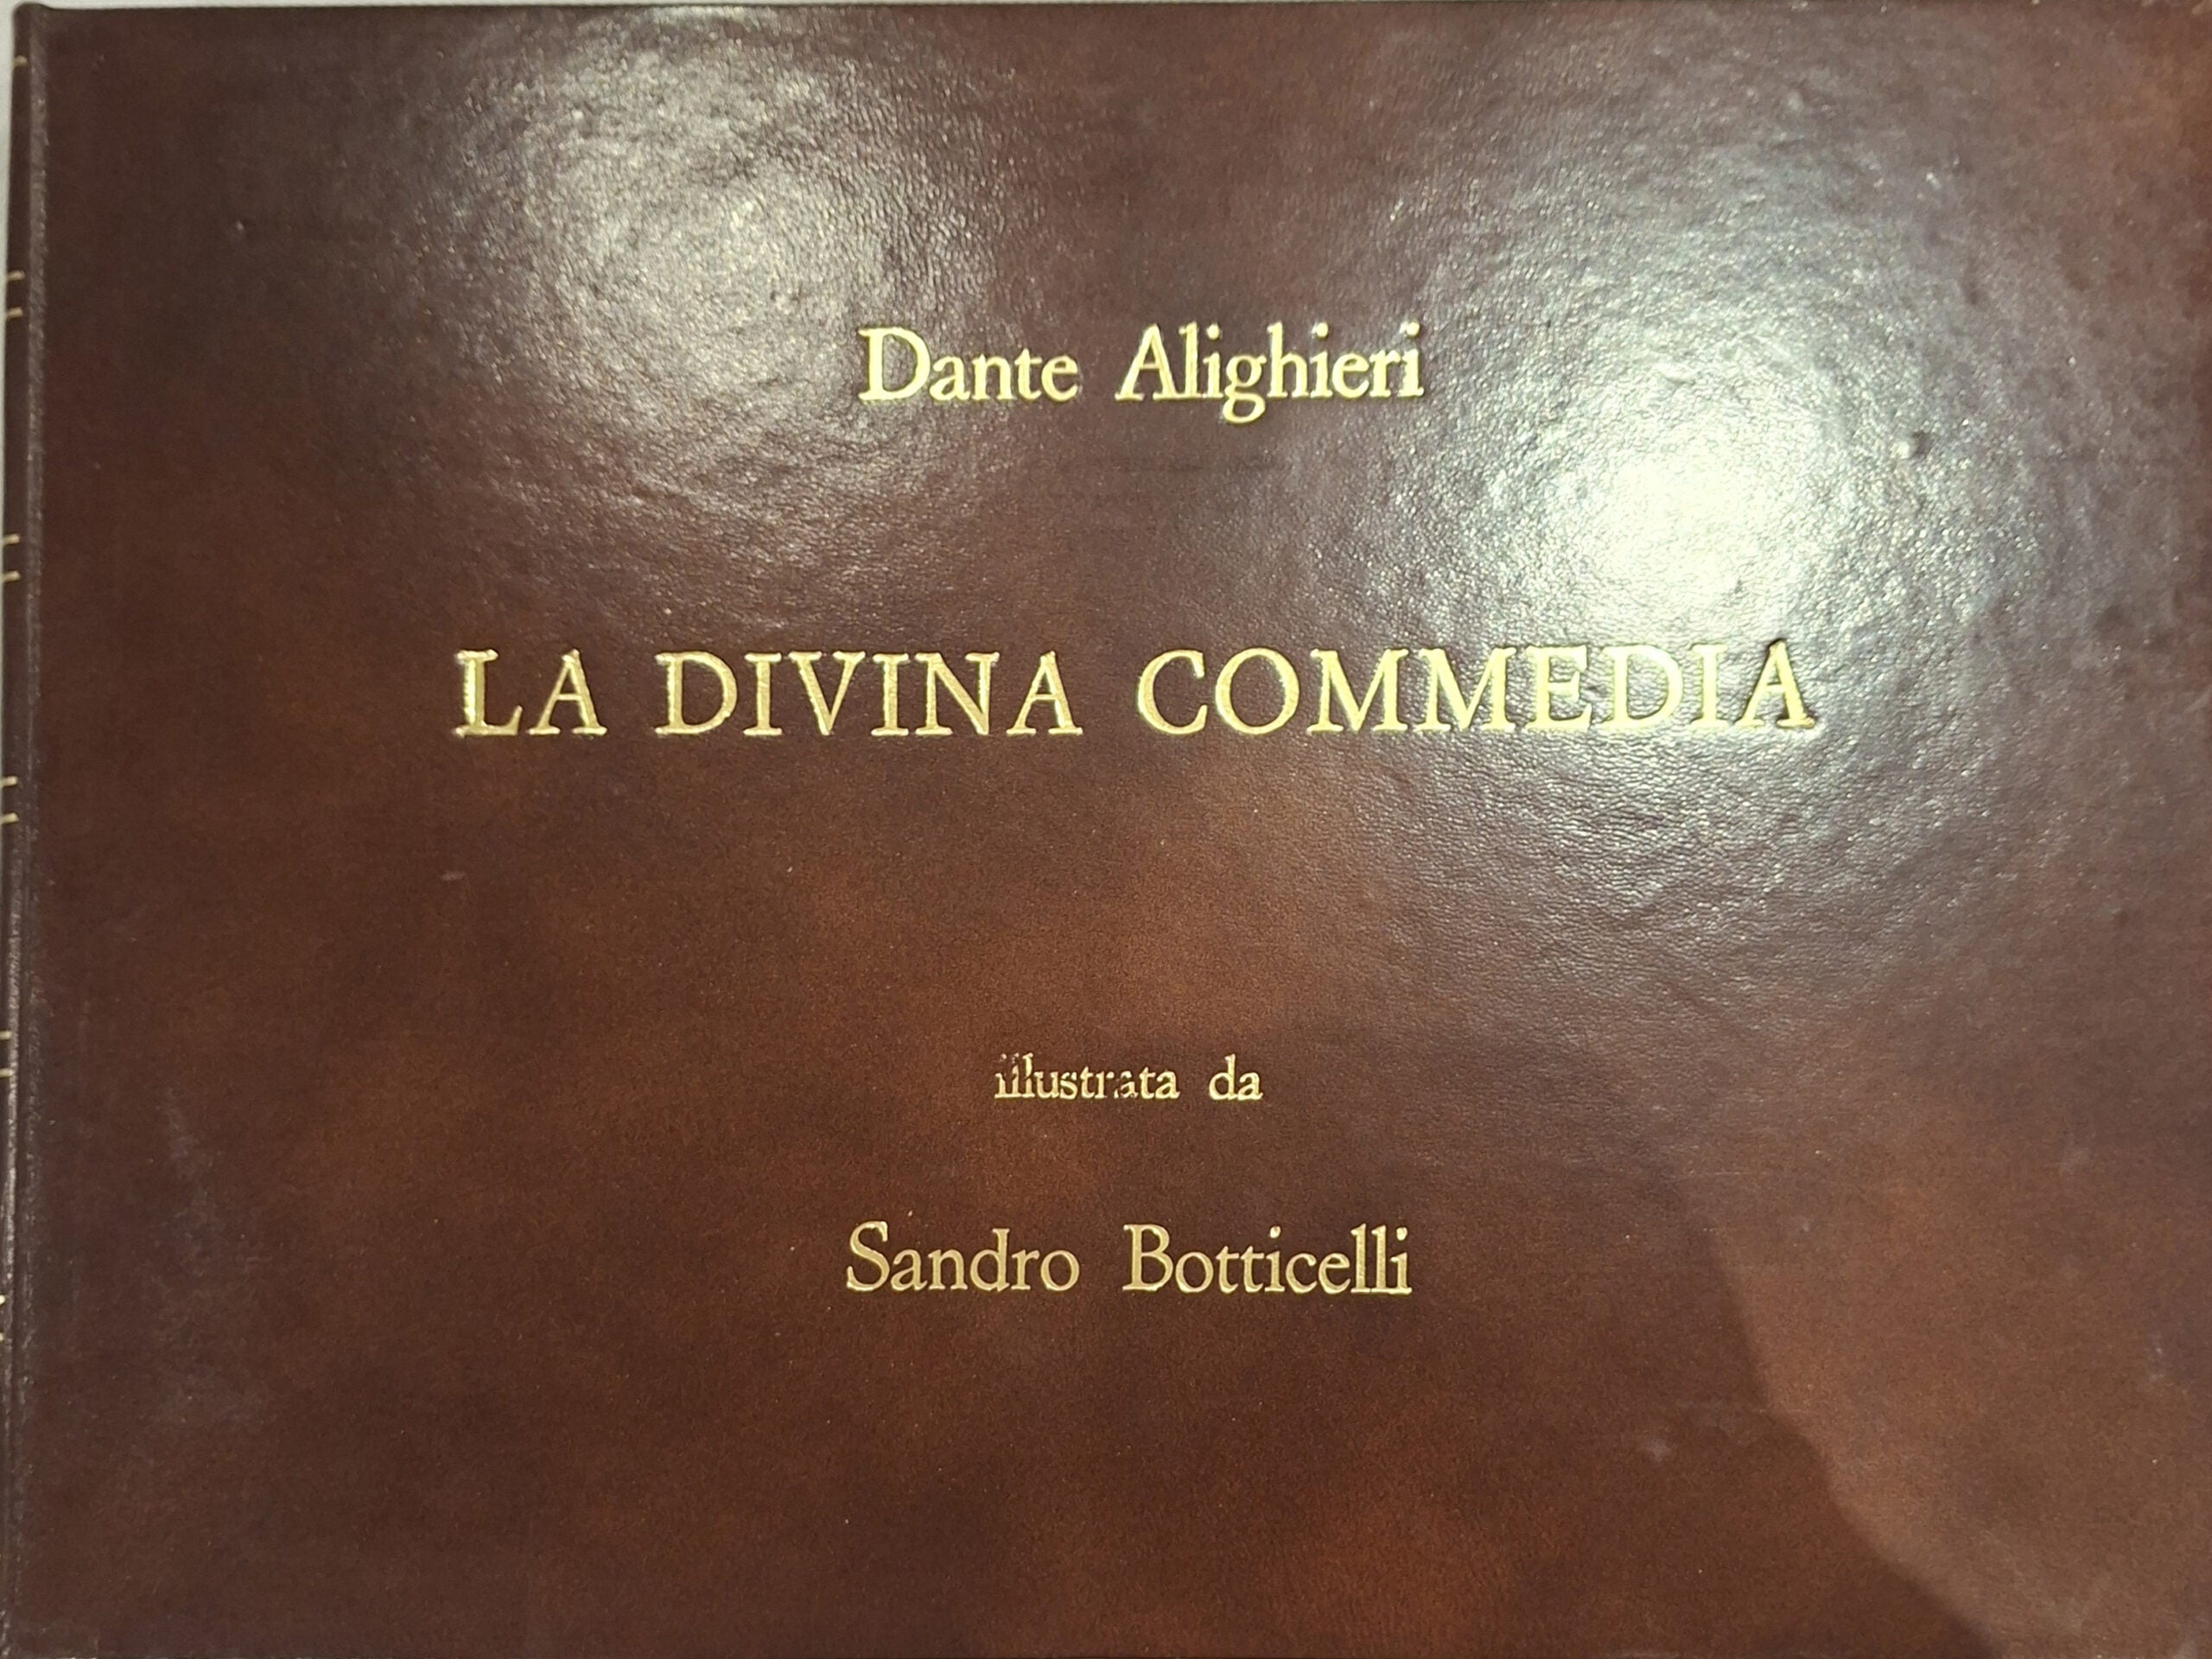 Dante Alighieri
LA DIVINA COMMEDIA
illustrata da
Sandro Botticelli